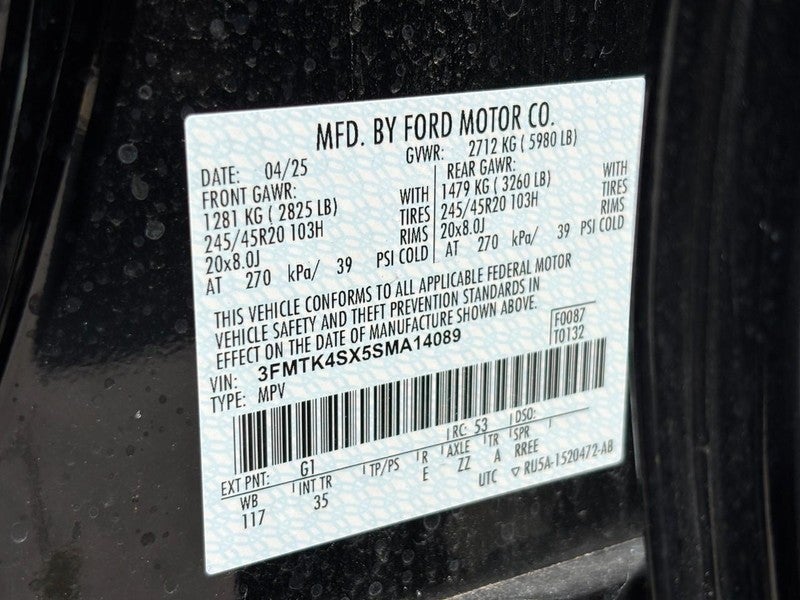 MFD. BY FORD MOTOR CO.
DATE: 04/25 GVWR: 2712 KG ( 5980 LB)
FRONT GAWR: REAR GAWR:
1281 KG ( 2825 LB) WITH 1479 KG ( 3260 LB) WITH
245/45R20 103H TIRES 245/45R20 103H TIRES
20x8.0J RIMS 20x8.0J RIMS
AT 270 kPa/ 39 PSI COLD AT 270 kPa/ 39 PSI COLD
THIS VEHICLE CONFORMS TO ALL APPLICABLE FEDERAL MOTOR
VEHICLE SAFETY AND THEFT PREVENTION STANDARDS IN
EFFECT ON THE DATE OF MANUFACTURE SHOWN ABOVE.
VIN: 3FMTK4SX5SMA14089 F0087
TYPE: MPV T0132
EXT PNT: G1 RC: 53 DSO:
WB INT TR TP/PS R AXLE TR SPR
117 35 E ZZ A RREE
UTC ▽ RU5A-1520472-AB